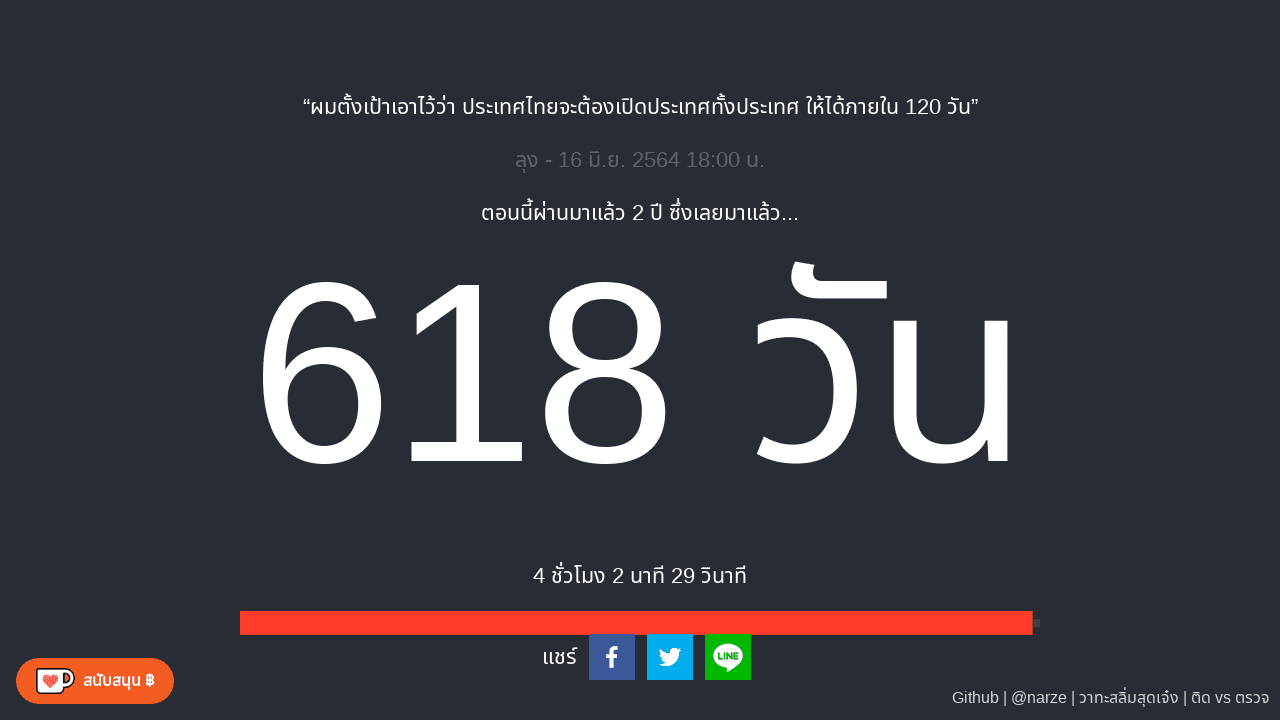 “ผมตั้งเป้าเอาไว้ว่า ประเทศไทยจะต้องเปิดประเทศทั้งประเทศ ให้ได้ภายใน 120 วัน”
ลุง - 16 มิ.ย. 2564 18:00 น.
ตอนนี้ผ่านมาแล้ว 2 ปี ซึ่งเลยมาแล้ว...
618 วัน
4 ชั่วโมง 2 นาที 29 วินาที
แชร์
LINE
สนับสนุน ฿
Github | @narze | วาทะสลิ่มสุดเจ๋ง | ติด vs ตรวจ